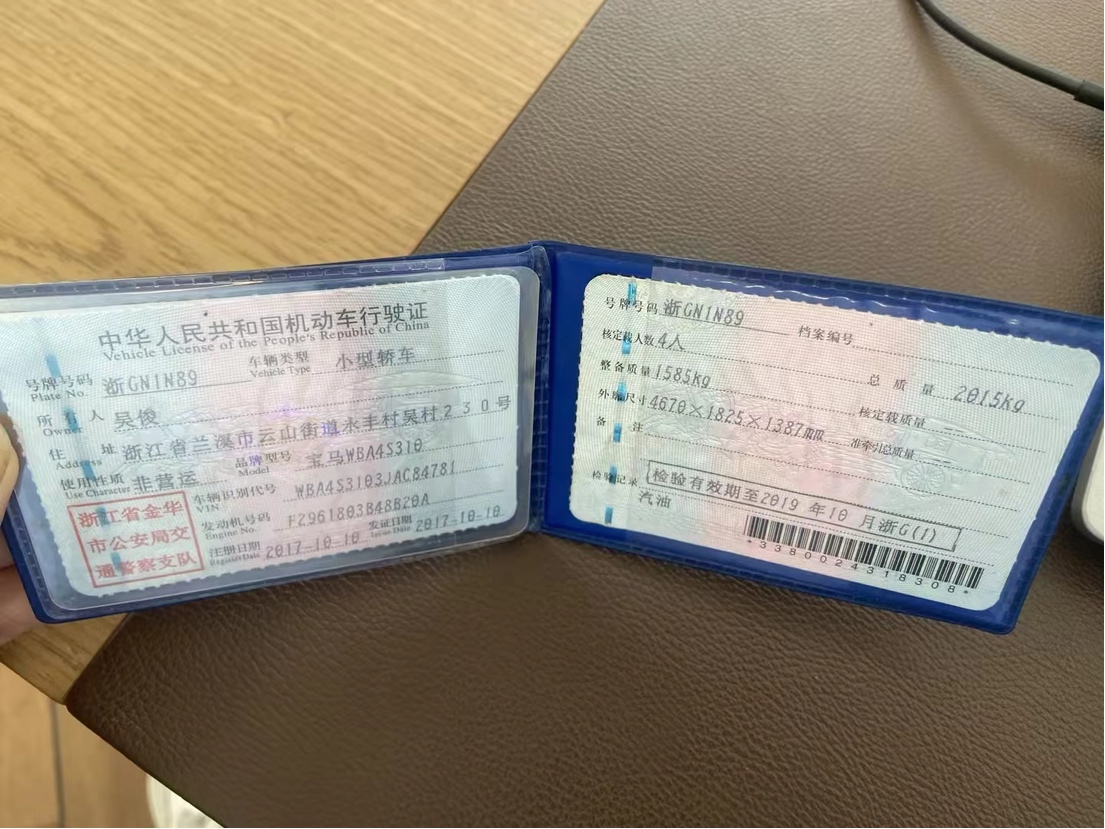 中华人民共和国机动车行驶证
Vehicle License of the People's Republic of China
号牌号码 浙GN1N89 车辆类型 小型轿车
Plate No. Vehicle Type
所有人 吴俊
Owner
住址 浙江省兰溪市云山街道永丰村吴村230号
Address
使用性质 非营运 品牌型号 宝马WBA4S310
Use Character Model
浙江省金华
市公安局交
通警察支队
车辆识别代号 WBA4S3103JAC84781
VIN
发动机号码 F2961803B48B20A
Engine No.
注册日期 2017-10-10 发证日期 2017-10-10
Register Date Issue Date
号牌号码 浙GN1N89 档案编号
核定载人数 4人 总质量 2015kg
整备质量 1585kg 核定载质量
外廓尺寸 4670×1825×1387mm 准牵引总质量
备注
检验记录 检验有效期至2019年10月浙G(1)
汽油
*3380024318308*